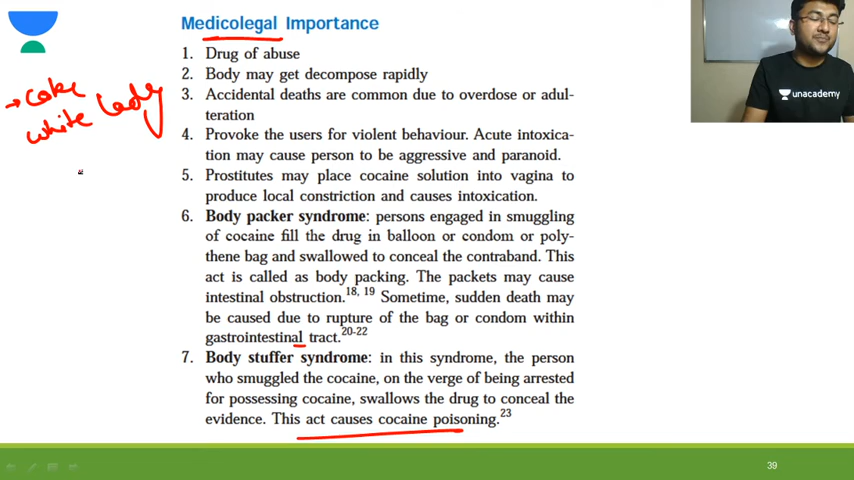 Medicolegal Importance
1. Drug of abuse
2. Body may get decompose rapidly
3. Accidental deaths are common due to overdose or adul-
teration
4. Provoke the users for violent behaviour. Acute intoxica-
tion may cause person to be aggressive and paranoid.
5. Prostitutes may place cocaine solution into vagina to
produce local constriction and causes intoxication.
6. Body packer syndrome: persons engaged in smuggling
of cocaine fill the drug in balloon or condom or poly-
thene bag and swallowed to conceal the contraband. This
act is called as body packing. The packets may cause
intestinal obstruction.18, 19 Sometime, sudden death may
be caused due to rupture of the bag or condom within
gastrointestinal tract.20-22
7. Body stuffer syndrome: in this syndrome, the person
who smuggled the cocaine, on the verge of being arrested
for possessing cocaine, swallows the drug to conceal the
evidence. This act causes cocaine poisoning.23
→ coke
white lady
unacademy
39